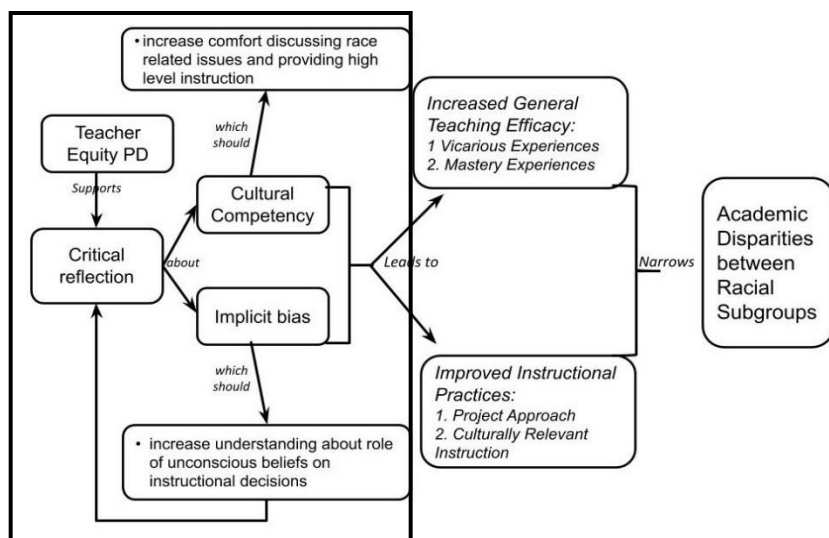 • increase comfort discussing race
related issues and providing high
level instruction
which
should
Teacher
Equity PD
Supports
Critical
reflection
about
Cultural
Competency
Implicit bias
which
should
• increase understanding about role
of unconscious beliefs on
instructional decisions
Leads to
Increased General
Teaching Efficacy:
1 Vicarious Experiences
2. Mastery Experiences
Improved Instructional
Practices:
1. Project Approach
2. Culturally Relevant
Instruction
Narrows
Academic
Disparities
between
Racial
Subgroups